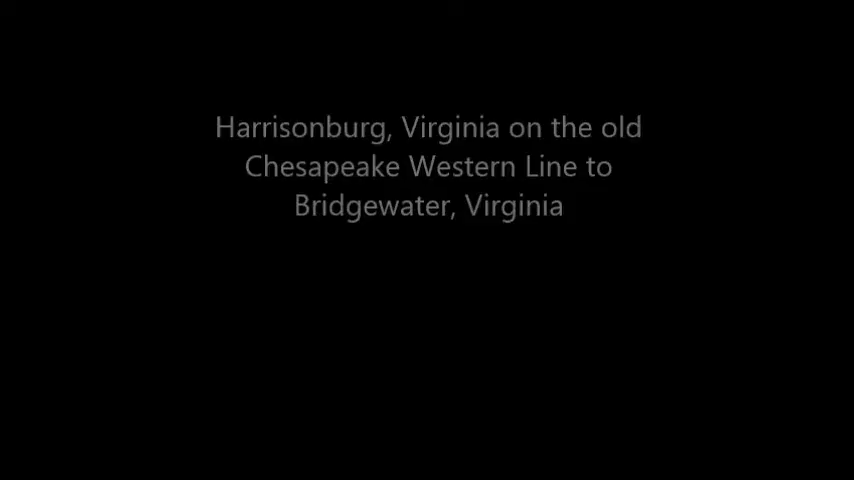 Harrisonburg, Virginia on the old
Chesapeake Western Line to
Bridgewater, Virginia